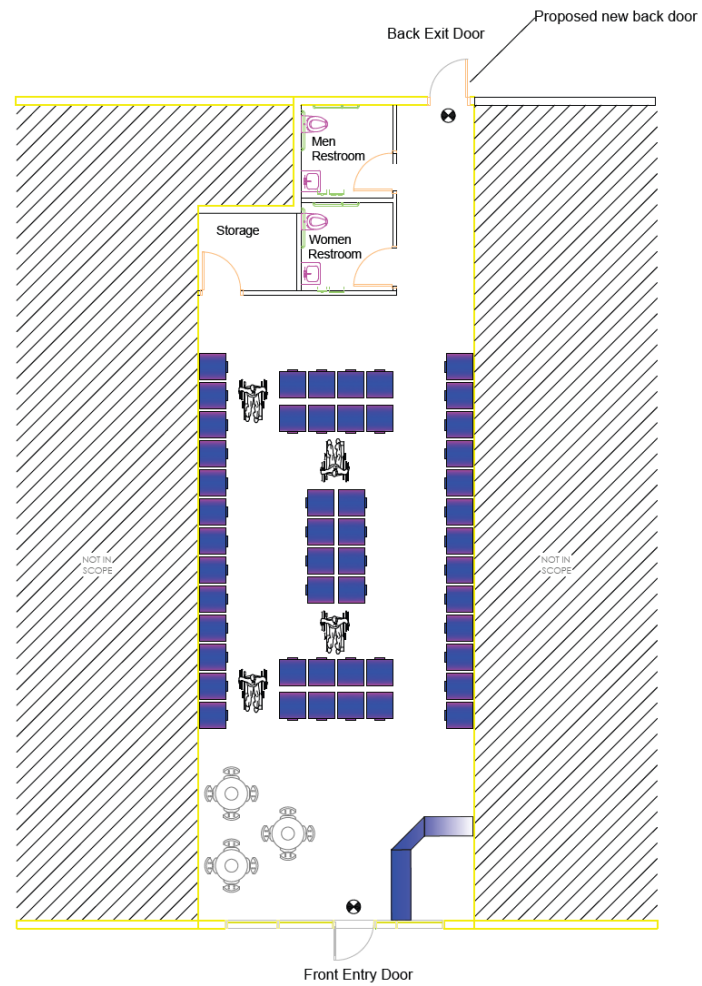 Proposed new back door
Back Exit Door
Men
Restroom
Storage
Women
Restroom
NOT IN
SCOPE
NOT IN
SCOPE
Front Entry Door